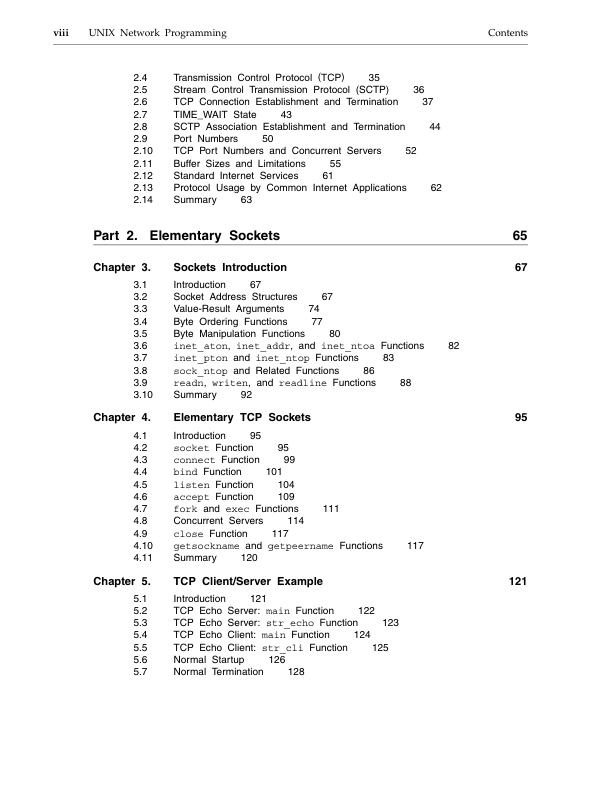 viii UNIX Network Programming Contents
2.4 Transmission Control Protocol (TCP) 35
2.5 Stream Control Transmission Protocol (SCTP) 36
2.6 TCP Connection Establishment and Termination 37
2.7 TIME_WAIT State 43
2.8 SCTP Association Establishment and Termination 44
2.9 Port Numbers 50
2.10 TCP Port Numbers and Concurrent Servers 52
2.11 Buffer Sizes and Limitations 55
2.12 Standard Internet Services 61
2.13 Protocol Usage by Common Internet Applications 62
2.14 Summary 63
Part 2. Elementary Sockets 65
Chapter 3. Sockets Introduction 67
3.1 Introduction 67
3.2 Socket Address Structures 67
3.3 Value-Result Arguments 74
3.4 Byte Ordering Functions 77
3.5 Byte Manipulation Functions 80
3.6 inet_aton, inet_addr, and inet_ntoa Functions 82
3.7 inet_pton and inet_ntop Functions 83
3.8 sock_ntop and Related Functions 86
3.9 readn, writen, and readline Functions 88
3.10 Summary 92
Chapter 4. Elementary TCP Sockets 95
4.1 Introduction 95
4.2 socket Function 95
4.3 connect Function 99
4.4 bind Function 101
4.5 listen Function 104
4.6 accept Function 109
4.7 fork and exec Functions 111
4.8 Concurrent Servers 114
4.9 close Function 117
4.10 getsockname and getpeername Functions 117
4.11 Summary 120
Chapter 5. TCP Client/Server Example 121
5.1 Introduction 121
5.2 TCP Echo Server: main Function 122
5.3 TCP Echo Server: str_echo Function 123
5.4 TCP Echo Client: main Function 124
5.5 TCP Echo Client: str_cli Function 125
5.6 Normal Startup 126
5.7 Normal Termination 128